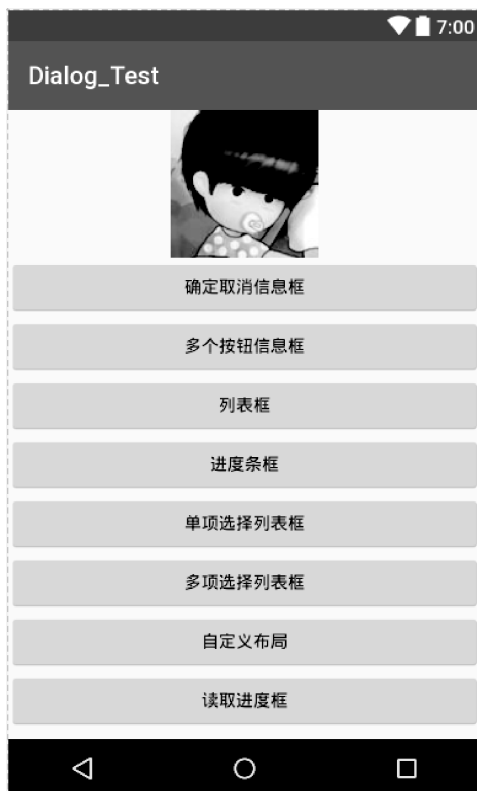 7:00
Dialog_Test
确定取消信息框
多个按钮信息框
列表框
进度条框
单项选择列表框
多项选择列表框
自定义布局
读取进度框